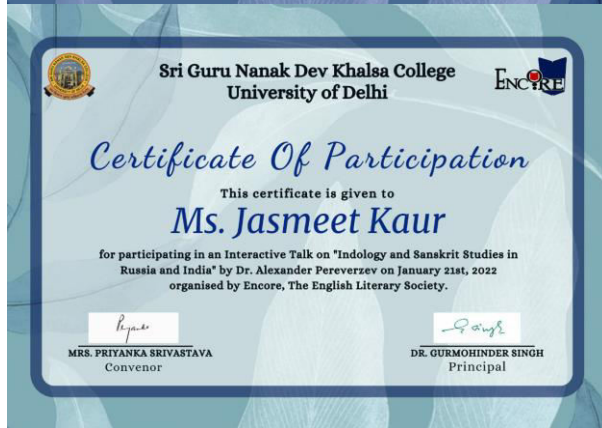 Sri Guru Nanak Dev Khalsa College
University of Delhi
ENCORE
Certificate Of Participation
This certificate is given to
Ms. Jasmeet Kaur
for participating in an Interactive Talk on "Indology and Sanskrit Studies in
Russia and India" by Dr. Alexander Pereverzev on January 21st, 2022
organised by Encore, The English Literary Society.
Priyanka
G Singh
MRS. PRIYANKA SRIVASTAVA
DR. GURMOHINDER SINGH
Convenor
Principal